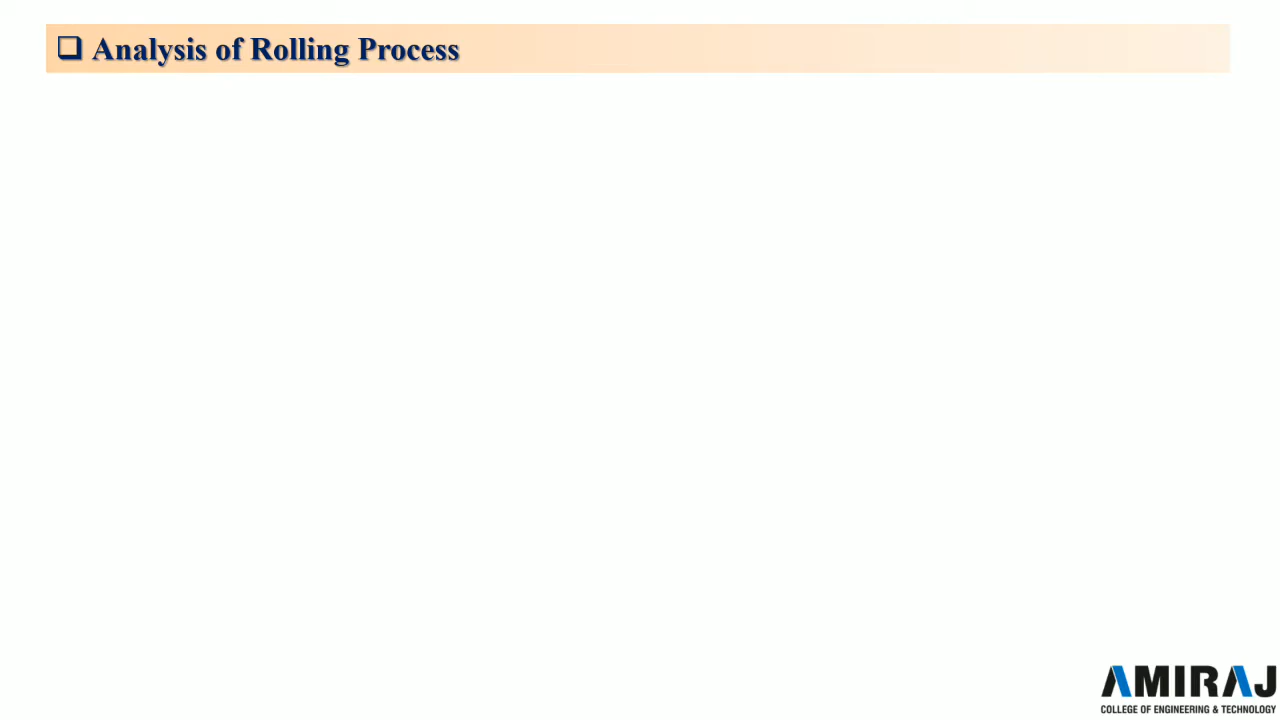 Analysis of Rolling Process
AMIRAJ
COLLEGE OF ENGINEERING & TECHNOLOGY